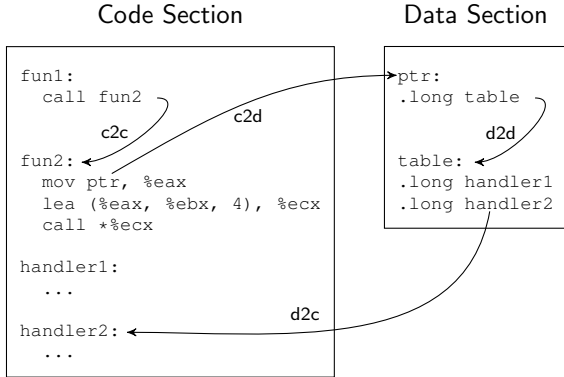 Code Section
fun1:
call fun2
c2c
fun2:
mov ptr, %eax
lea (%eax, %ebx, 4), %ecx
call *%ecx
handler1:
...
handler2:
...
c2d
Data Section
ptr:
.long table
d2d
table:
.long handler1
.long handler2
d2c